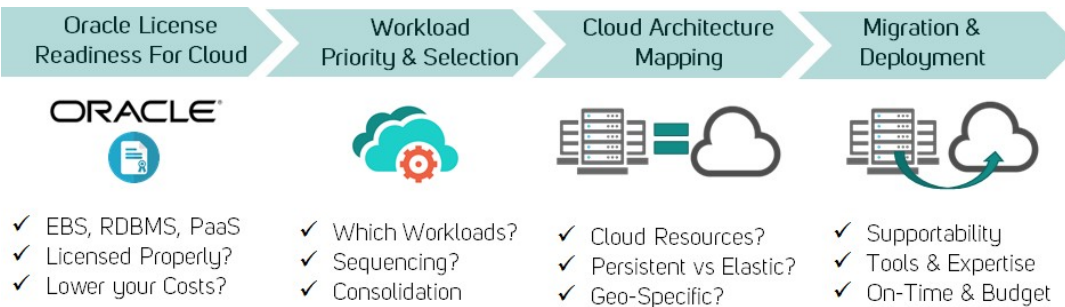 Oracle License
Readiness For Cloud
Workload
Priority & Selection
Cloud Architecture
Mapping
Migration &
Deployment
ORACLE®
✓ EBS, RDBMS, PaaS
✓ Licensed Properly?
✓ Lower your Costs?
✓ Which Workloads?
✓ Sequencing?
✓ Consolidation
✓ Cloud Resources?
✓ Persistent vs Elastic?
✓ Geo-Specific?
✓ Supportability
✓ Tools & Expertise
✓ On-Time & Budget